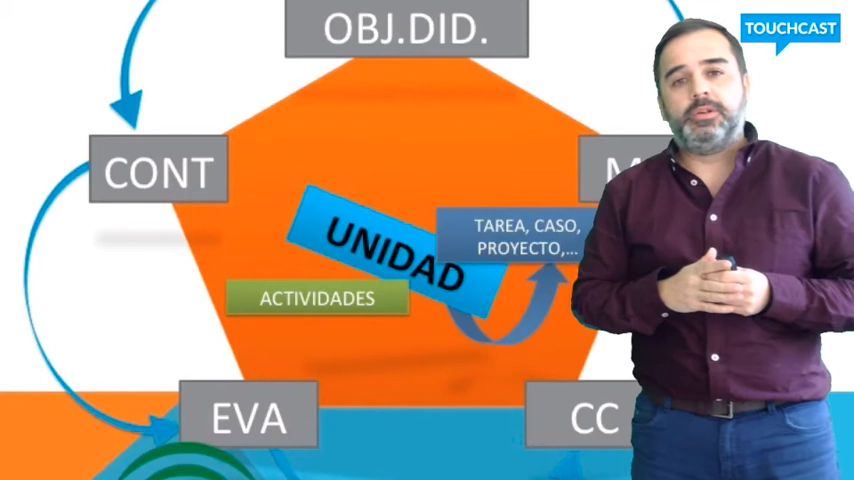 OBJ.DID.
TOUCHCAST
CONT
M
UNIDAD
TAREA, CASO,
PROYECTO,...
ACTIVIDADES
EVA
CC